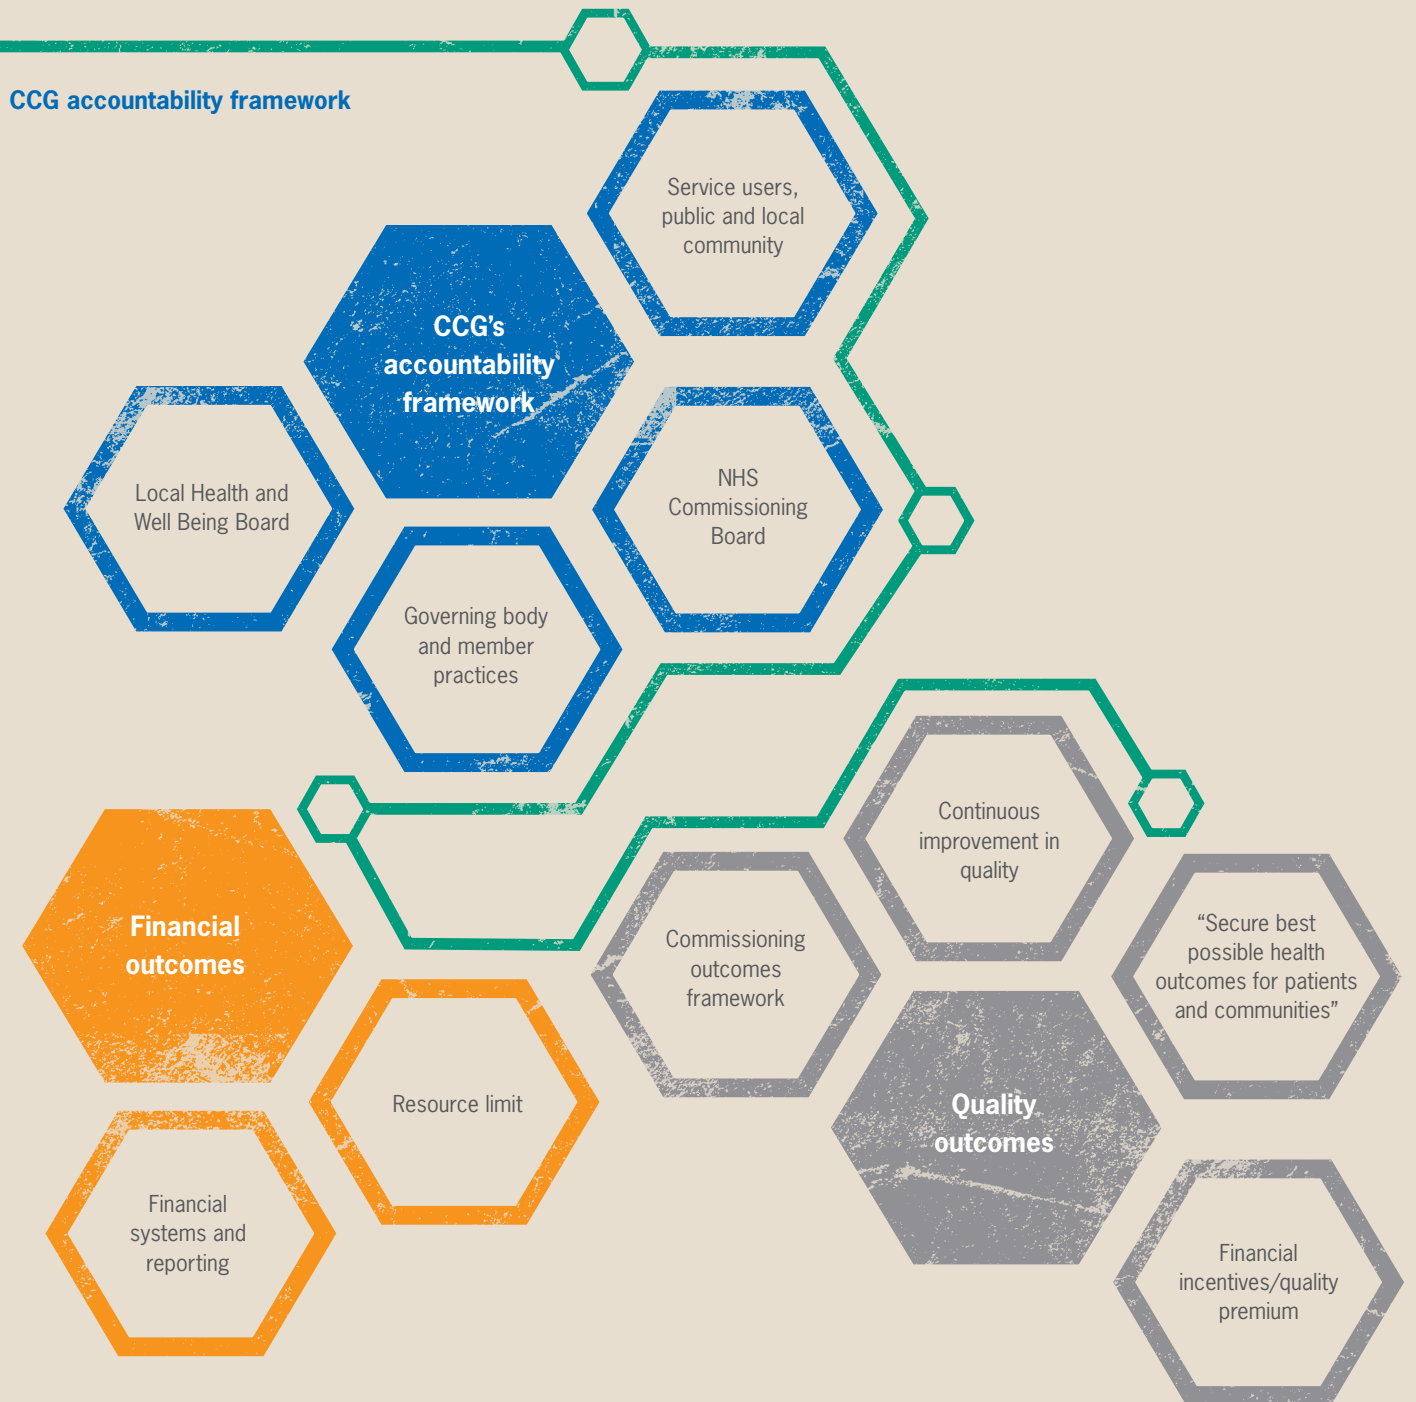 CCG accountability framework
Service users,
public and local
community
CCG’s
accountability
framework
NHS
Commissioning
Board
Local Health and
Well Being Board
Governing body
and member
practices
Continuous
improvement in
quality
Financial
outcomes
Commissioning
outcomes
framework
“Secure best
possible health
outcomes for patients
and communities”
Resource limit
Quality
outcomes
Financial
systems and
reporting
Financial
incentives/quality
premium